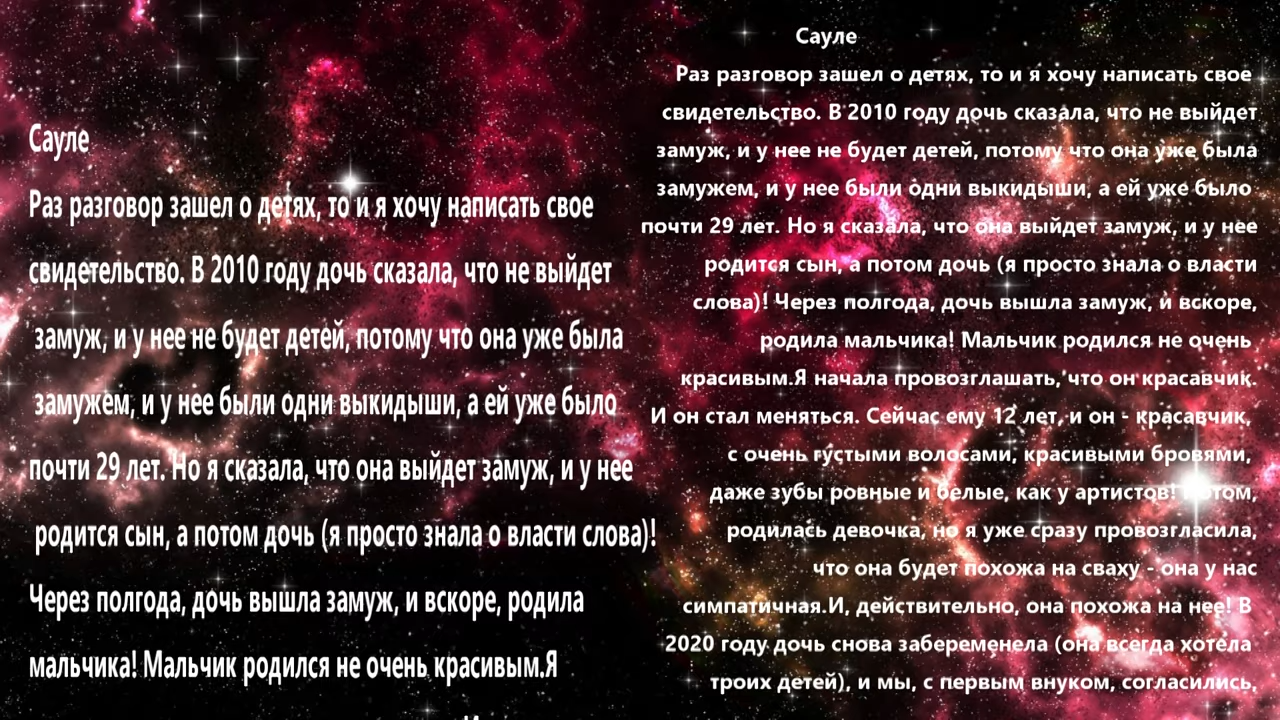 Сауле
Раз разговор зашел о детях, то и я хочу написать свое
свидетельство. В 2010 году дочь сказала, что не выйдет
замуж, и у нее не будет детей, потому что она уже была
замужем, и у нее были одни выкидыши, а ей уже было
почти 29 лет. Но я сказала, что она выйдет замуж, и у нее
родится сын, а потом дочь (я просто знала о власти слова)!
Через полгода, дочь вышла замуж, и вскоре, родила
мальчика! Мальчик родился не очень красивым.Я
Сауле
Раз разговор зашел о детях, то и я хочу написать свое
свидетельство. В 2010 году дочь сказала, что не выйдет
замуж, и у нее не будет детей, потому что она уже была
замужем, и у нее были одни выкидыши, а ей уже было
почти 29 лет. Но я сказала, что она выйдет замуж, и у нее
родится сын, а потом дочь (я просто знала о власти
слова)! Через полгода, дочь вышла замуж, и вскоре,
родила мальчика! Мальчик родился не очень
красивым.Я начала провозглашать, что он красавчик.
И он стал меняться. Сейчас ему 12 лет, и он - красавчик,
с очень густыми волосами, красивыми бровями,
даже зубы ровные и белые, как у артистов! Потом,
родилась девочка, но я уже сразу провозгласила,
что она будет похожа на сваху - она у нас
симпатичная.И, действительно, она похожа на нее! В
2020 году дочь снова забеременела (она всегда хотела
троих детей), и мы, с первым внуком, согласились,